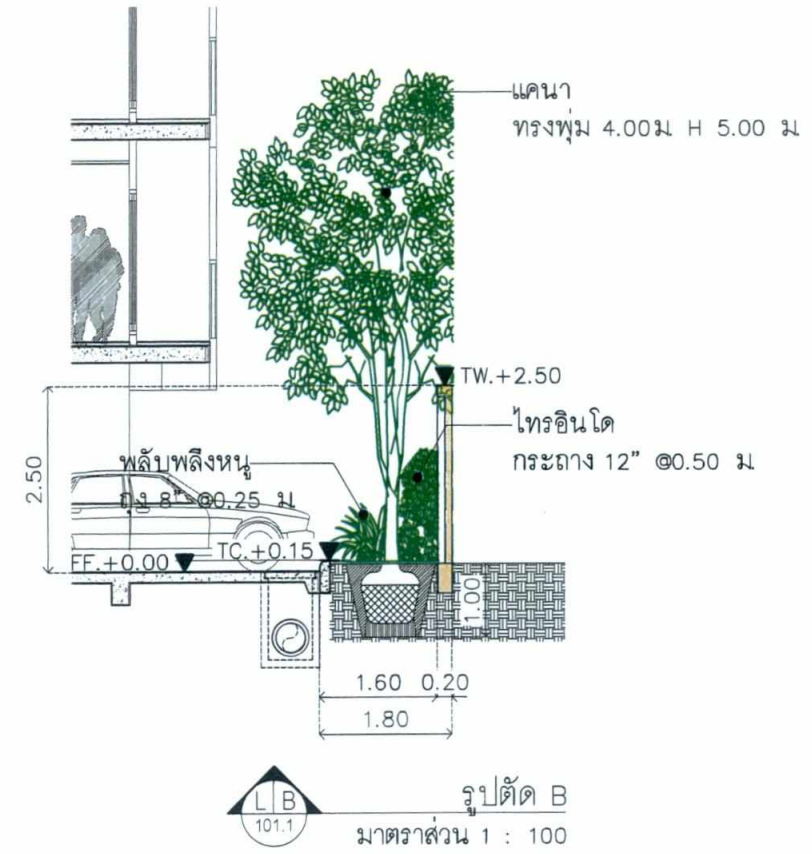 แคนา
ทรงพุ่ม 4.00ม. H 5.00 ม.
TW.+2.50
ไทรอินโด
กระถาง 12" @0.50 ม.
2.50
พลับพลึงหนู
ถุง 8" @0.25 ม.
FF.+0.00
TC.+0.15
1.00
1.60 0.20
1.80
L B
101.1
รูปตัด B
มาตราส่วน 1 : 100